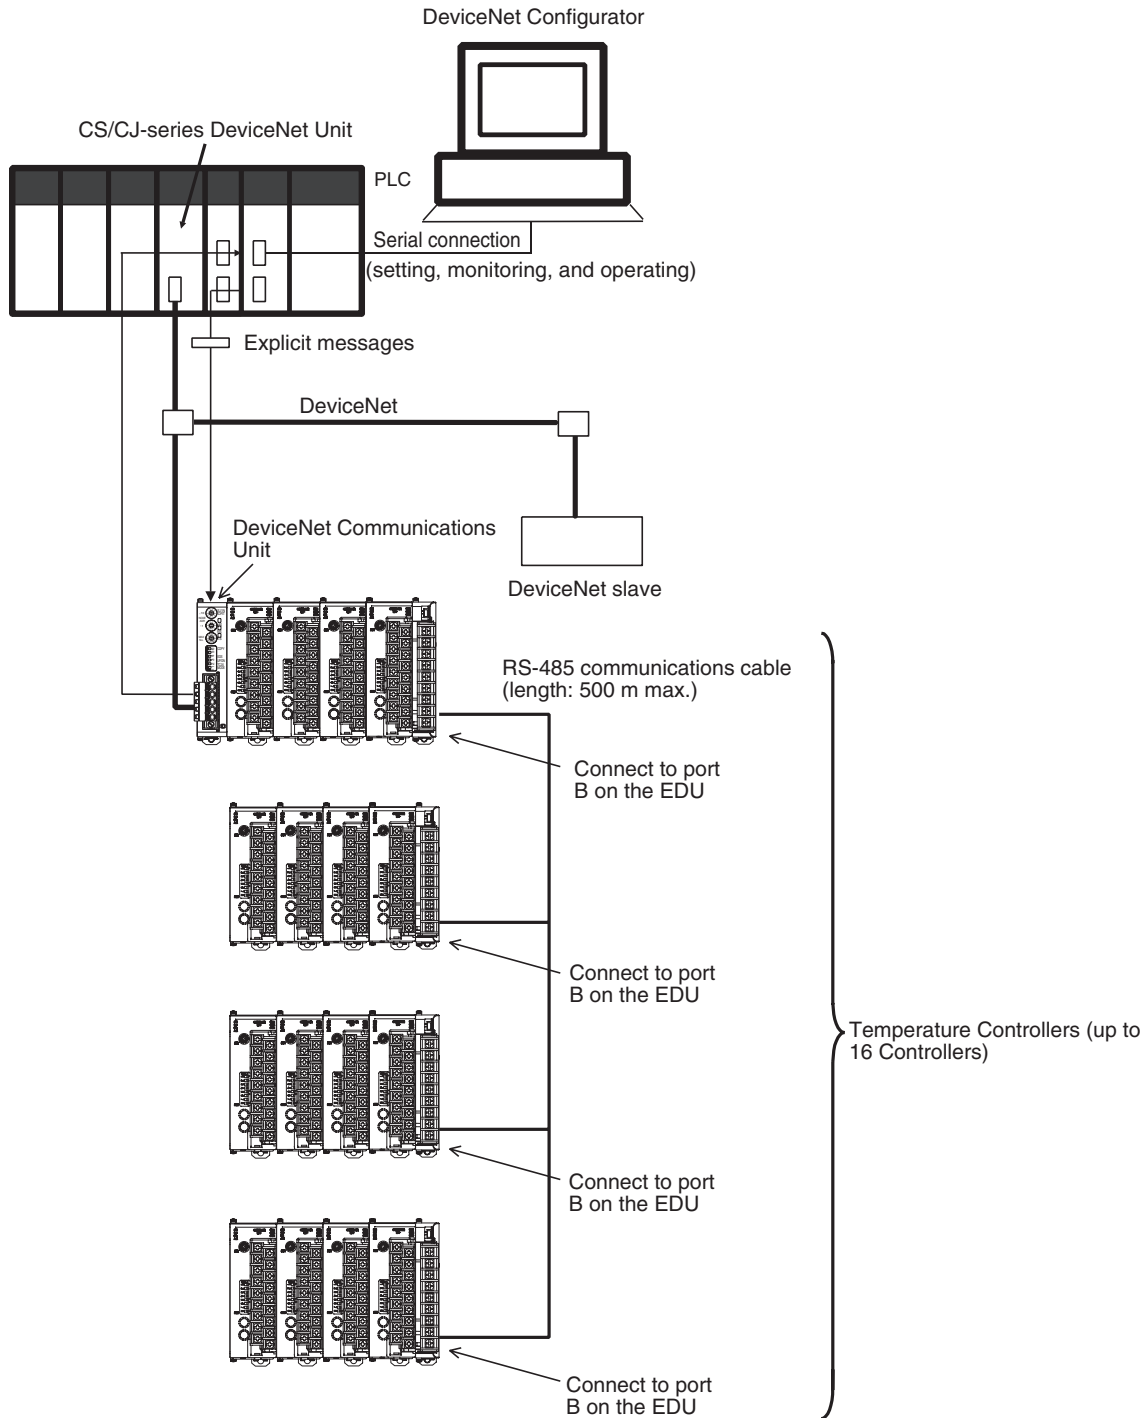 DeviceNet Configurator
CS/CJ-series DeviceNet Unit
PLC
Serial connection
(setting, monitoring, and operating)
Explicit messages
DeviceNet
DeviceNet Communications
Unit
DeviceNet slave
RS-485 communications cable
(length: 500 m max.)
Connect to port
B on the EDU
Connect to port
B on the EDU
Temperature Controllers (up to
16 Controllers)
Connect to port
B on the EDU
Connect to port
B on the EDU